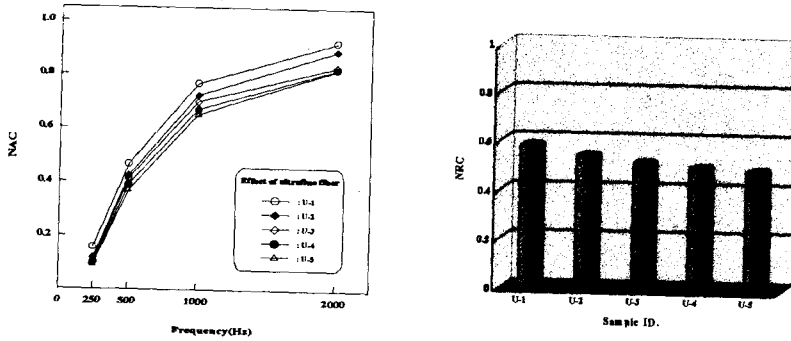 1.0
0.8
0.6
0.4
0.2
NAC
0 250 500 1000 2000
Frequency(Hz)
Effect of ultrafine fiber
: U-1
: U-2
: U-3
: U-4
: U-5
1
0.8
0.6
0.4
0.2
0
NRC
U-1 U-2 U-3 U-4 U-5
Sample ID.